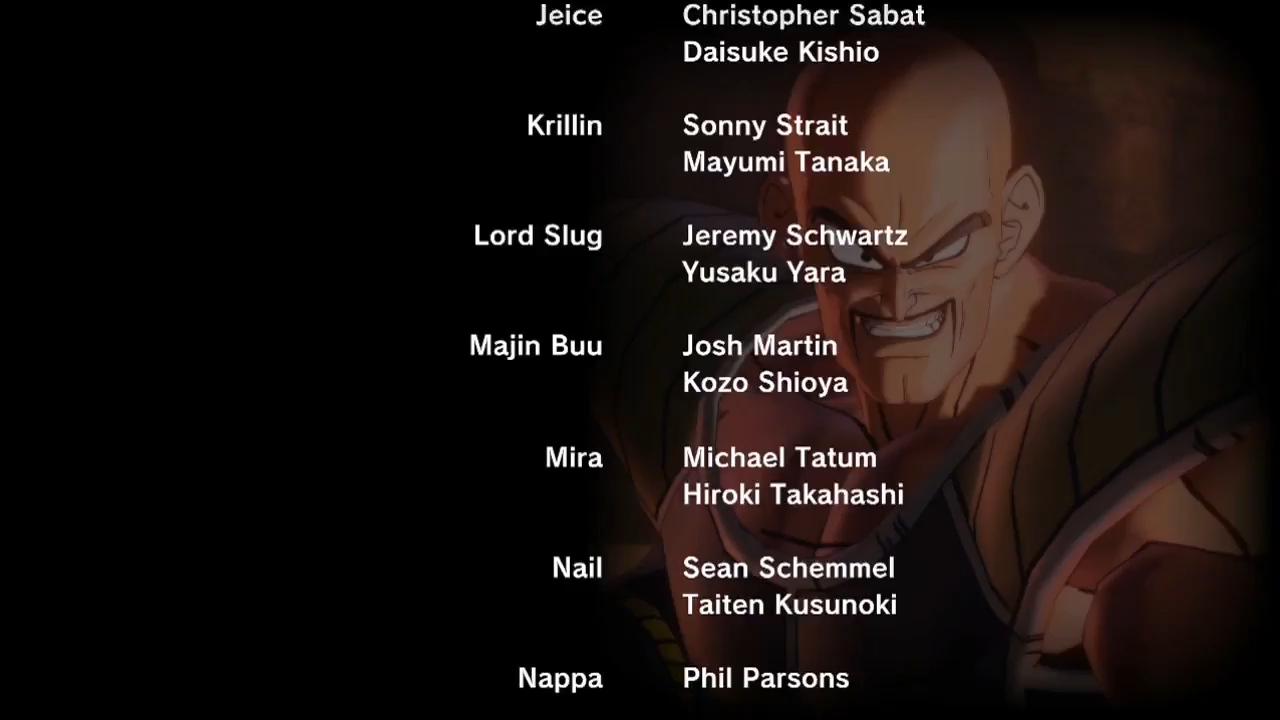 Jeice Christopher Sabat
Daisuke Kishio
Krillin Sonny Strait
Mayumi Tanaka
Lord Slug Jeremy Schwartz
Yusaku Yara
Majin Buu Josh Martin
Kozo Shioya
Mira Michael Tatum
Hiroki Takahashi
Nail Sean Schemmel
Taiten Kusunoki
Nappa Phil Parsons